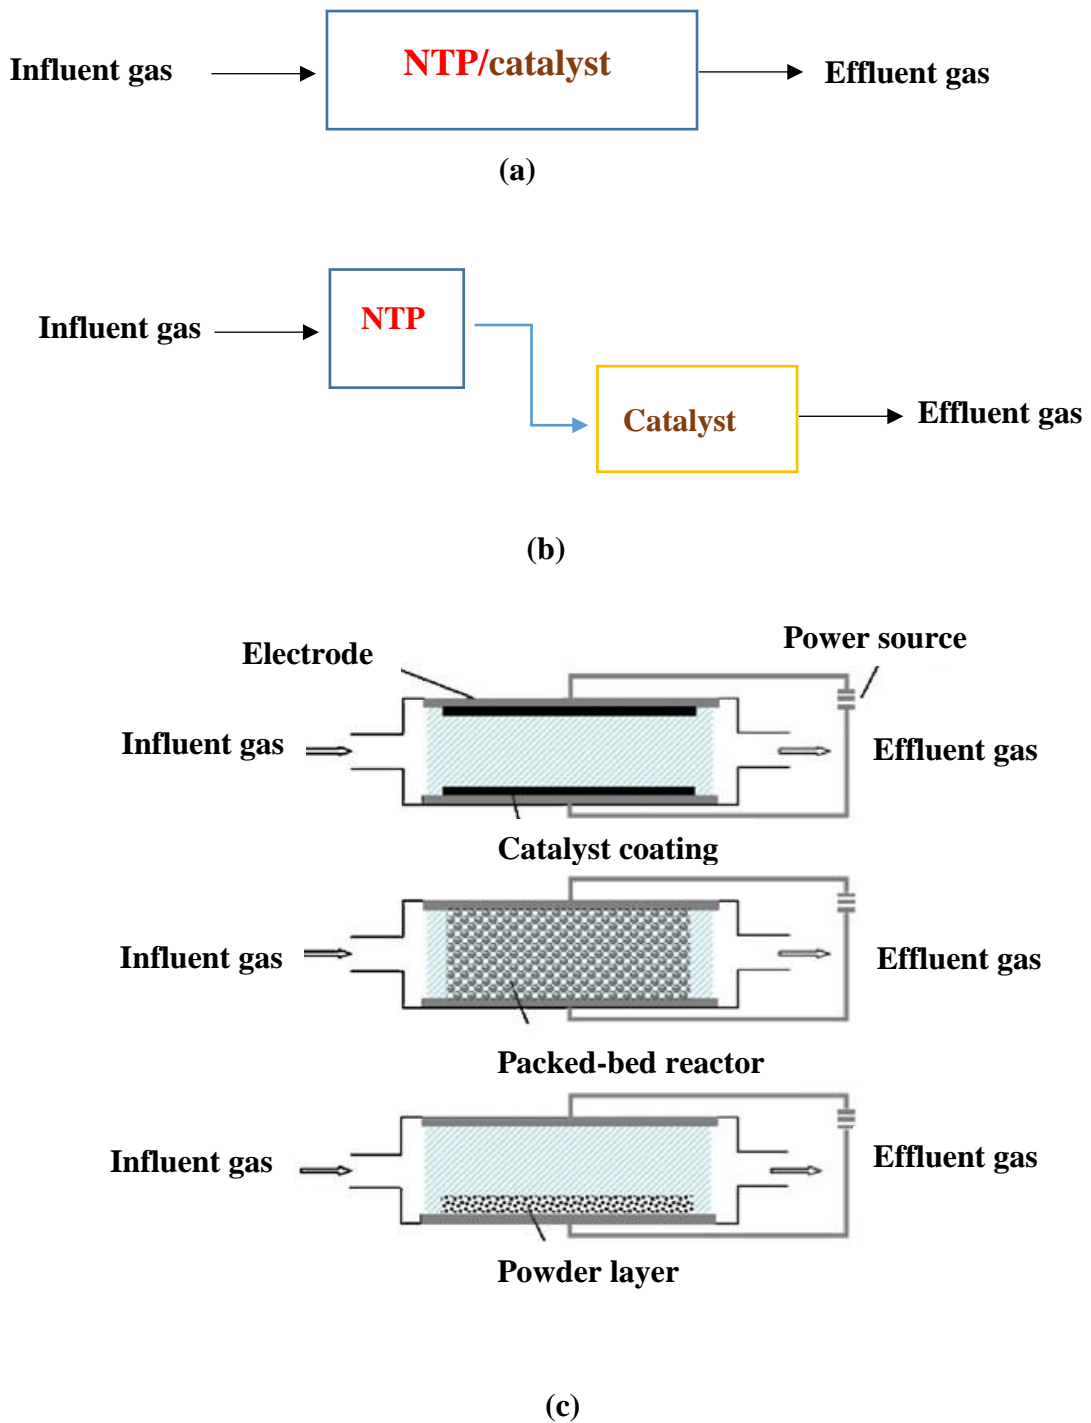 Influent gas
NTP/catalyst
Effluent gas
(a)
Influent gas
NTP
Catalyst
Effluent gas
(b)
Electrode
Power source
Influent gas
Effluent gas
Catalyst coating
Influent gas
Effluent gas
Packed-bed reactor
Influent gas
Effluent gas
Powder layer
(c)